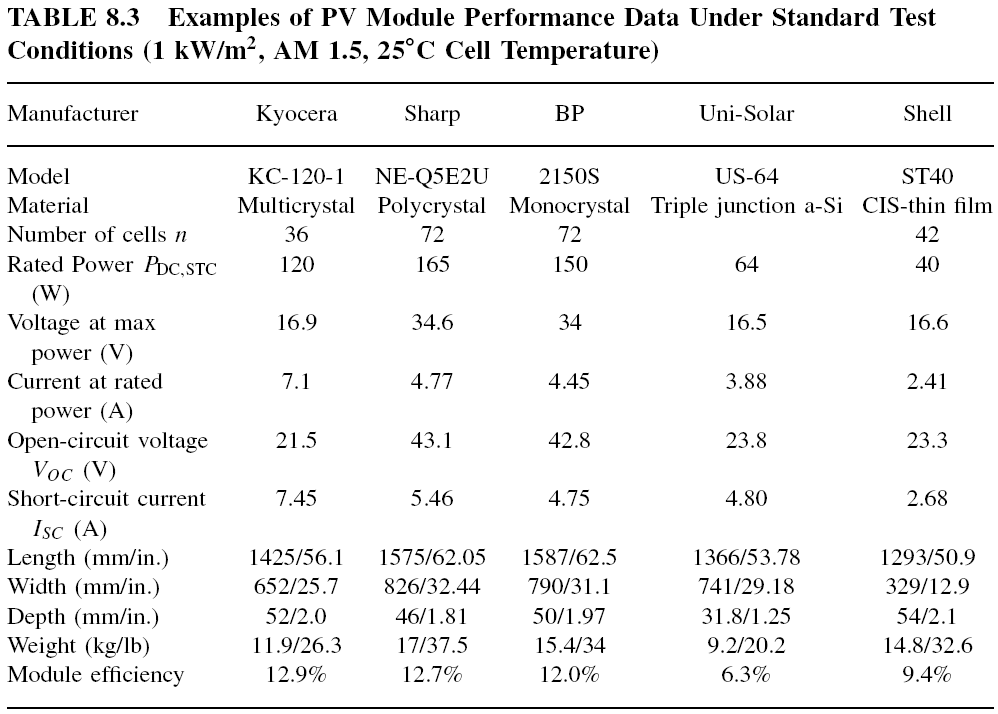 TABLE 8.3 Examples of PV Module Performance Data Under Standard Test
Conditions (1 kW/m², AM 1.5, 25°C Cell Temperature)
Manufacturer Kyocera Sharp BP Uni-Solar Shell
Model KC-120-1 NE-Q5E2U 2150S US-64 ST40
Material Multicrystal Polycrystal Monocrystal Triple junction a-Si CIS-thin film
Number of cells n 36 72 72 42
Rated Power P_DC,STC 120 165 150 64 40
(W)
Voltage at max 16.9 34.6 34 16.5 16.6
power (V)
Current at rated 7.1 4.77 4.45 3.88 2.41
power (A)
Open-circuit voltage 21.5 43.1 42.8 23.8 23.3
V_OC (V)
Short-circuit current 7.45 5.46 4.75 4.80 2.68
I_SC (A)
Length (mm/in.) 1425/56.1 1575/62.05 1587/62.5 1366/53.78 1293/50.9
Width (mm/in.) 652/25.7 826/32.44 790/31.1 741/29.18 329/12.9
Depth (mm/in.) 52/2.0 46/1.81 50/1.97 31.8/1.25 54/2.1
Weight (kg/lb) 11.9/26.3 17/37.5 15.4/34 9.2/20.2 14.8/32.6
Module efficiency 12.9% 12.7% 12.0% 6.3% 9.4%